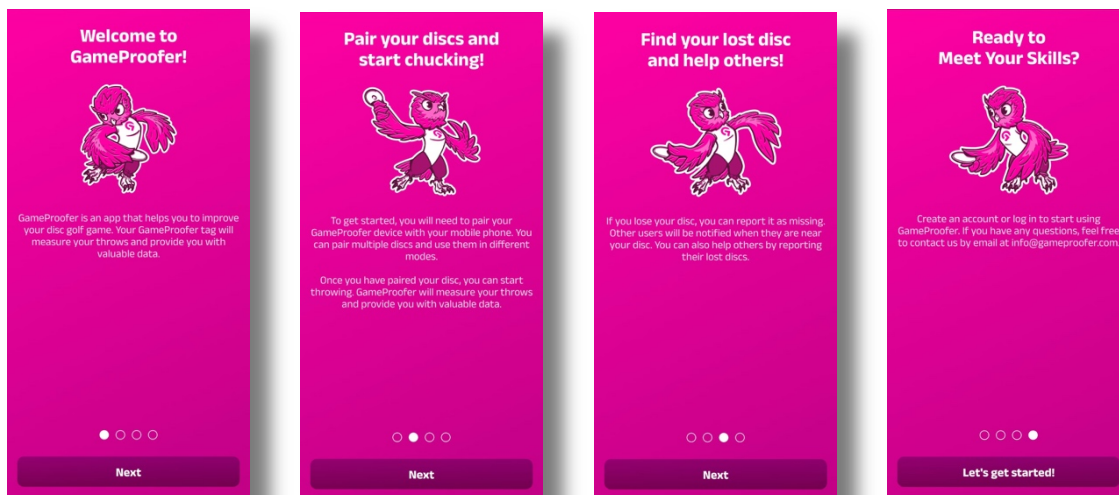 Welcome to
GameProofer!
GameProofer is an app that helps you to improve
your disc golf game. Your GameProofer tag will
measure your throws and provide you with
valuable data.
Next
Pair your discs and
start chucking!
To get started, you will need to pair your
GameProofer device with your mobile phone. You
can pair multiple discs and use them in different
modes.
Once you have paired your disc, you can start
throwing. GameProofer will measure your throws
and provide you with valuable data.
Next
Find your lost disc
and help others!
If you lose your disc, you can report it as missing.
Other users will be notified when they are near
your disc. You can also help others by reporting
their lost discs.
Next
Ready to
Meet Your Skills?
Create an account or log in to start using
GameProofer. If you have any questions, feel free
to contact us by email at info@gameproofer.com.
Let's get started!